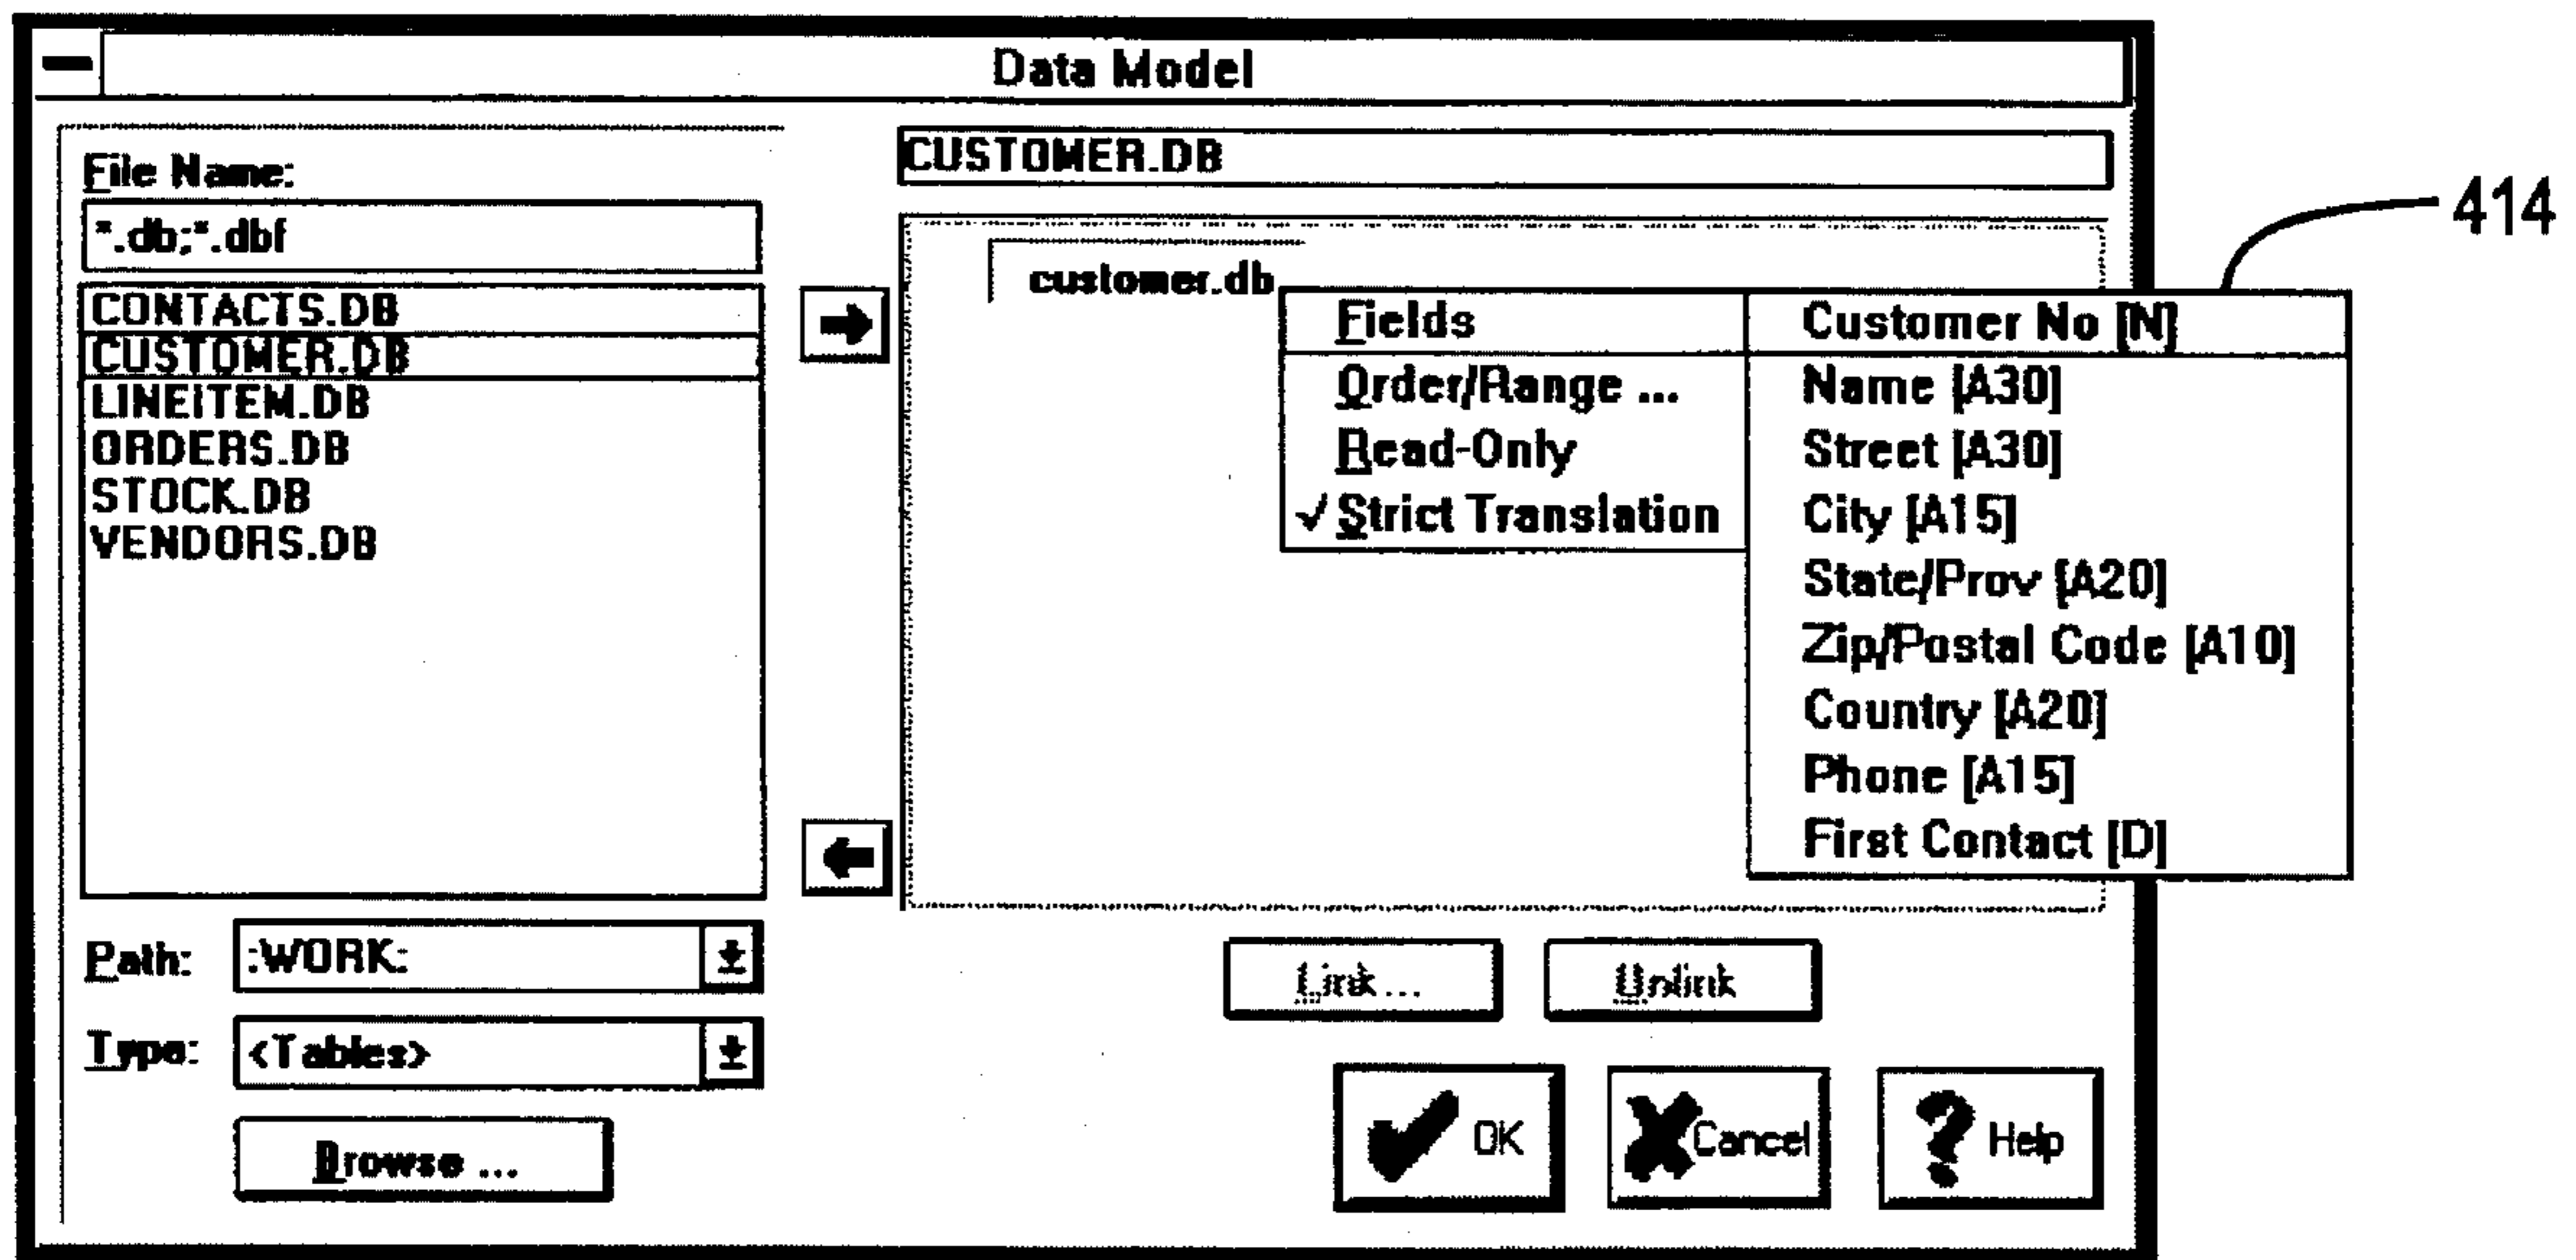 Data Model
File Name:
*.db;*.dbf
CONTACTS.DB
CUSTOMER.DB
LINEITEM.DB
ORDERS.DB
STOCK.DB
VENDORS.DB
Path: :WORK:
Type: <Tables>
Browse ...
CUSTOMER.DB
customer.db
Fields
Order/Range ...
Read-Only
✓ Strict Translation
Customer No [N]
Name [A30]
Street [A30]
City [A15]
State/Prov [A20]
Zip/Postal Code [A10]
Country [A20]
Phone [A15]
First Contact [D]
414
Link ... Unlink
OK Cancel Help